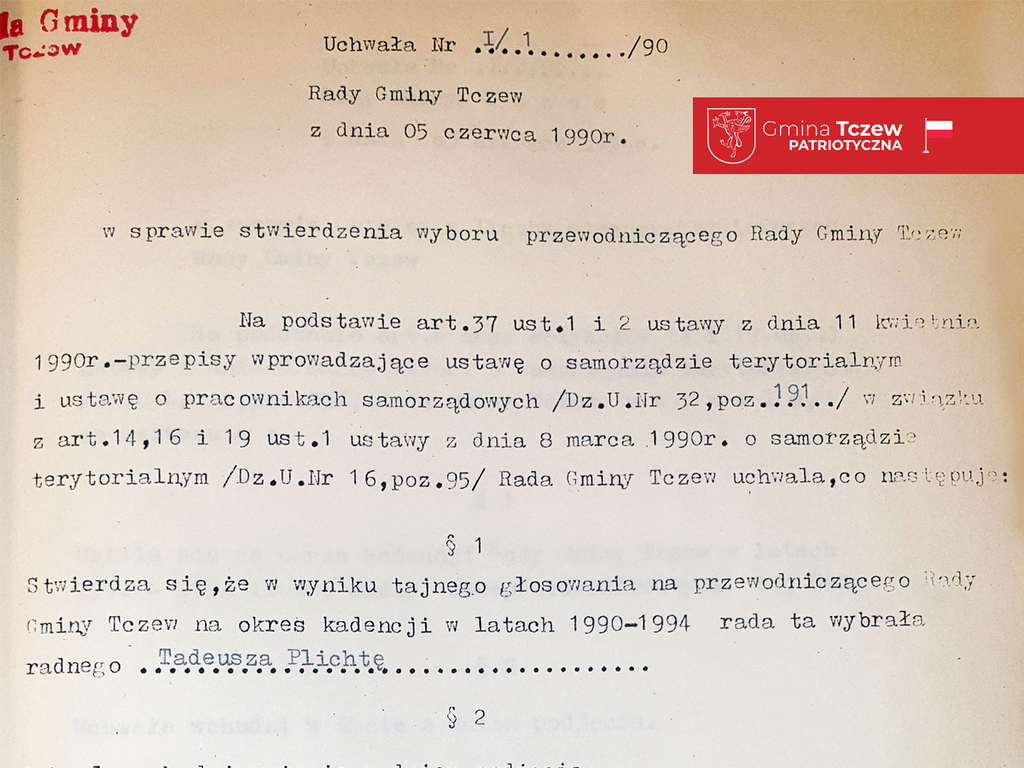 la Gminy
Tczew
Uchwała Nr .I/.1......../90
Rady Gminy Tczew
z dnia 05 czerwca 1990r.
Gmina Tczew
PATRIOTYCZNA
w sprawie stwierdzenia wyboru przewodniczącego Rady Gminy Tczew
Na podstawie art.37 ust.1 i 2 ustawy z dnia 11 kwietnia
1990r.-przepisy wprowadzające ustawę o samorządzie terytorialnym
i ustawę o pracownikach samorządowych /Dz.U.Nr 32,poz..191../ w związku
z art.14,16 i 19 ust.1 ustawy z dnia 8 marca 1990r. o samorządzie
terytorialnym /Dz.U.Nr 16,poz.95/ Rada Gminy Tczew uchwala,co następuje:
§ 1
Stwierdza się,że w wyniku tajnego głosowania na przewodniczącego Rady
Gminy Tczew na okres kadencji w latach 1990-1994 rada ta wybrała
radnego .Tadeusza Plichtę...................
§ 2